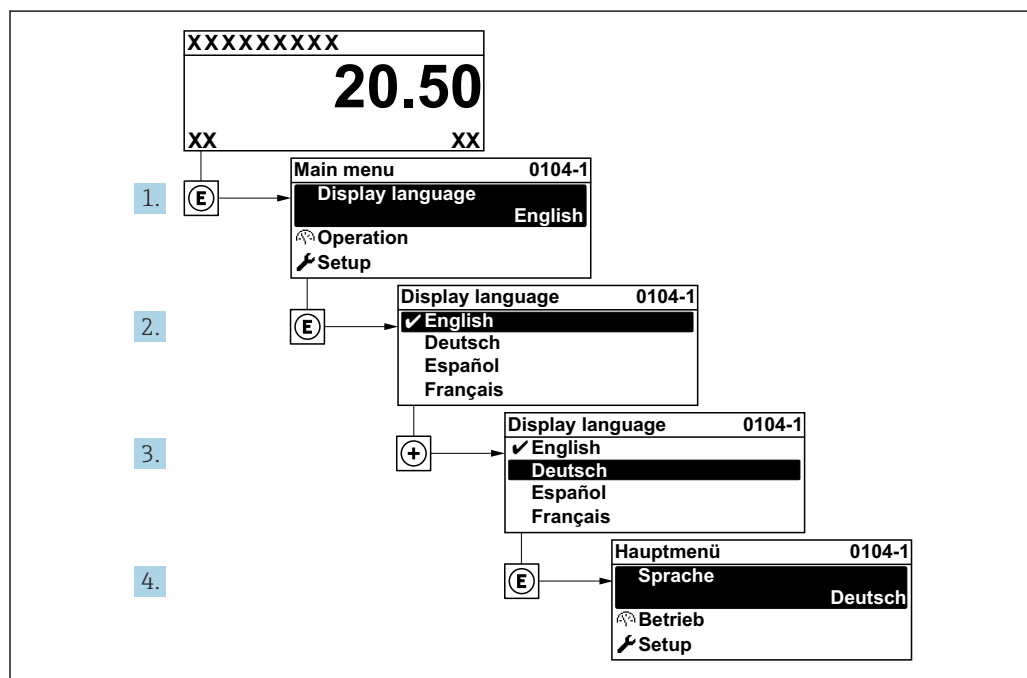 XXXXXXXXX
20.50
XX XX
1. E
Main menu 0104-1
Display language
English
Operation
Setup
2. E
Display language 0104-1
✔ English
Deutsch
Español
Français
3. +
Display language 0104-1
✔ English
Deutsch
Español
Français
4. E
Hauptmenü 0104-1
Sprache
Deutsch
Betrieb
Setup